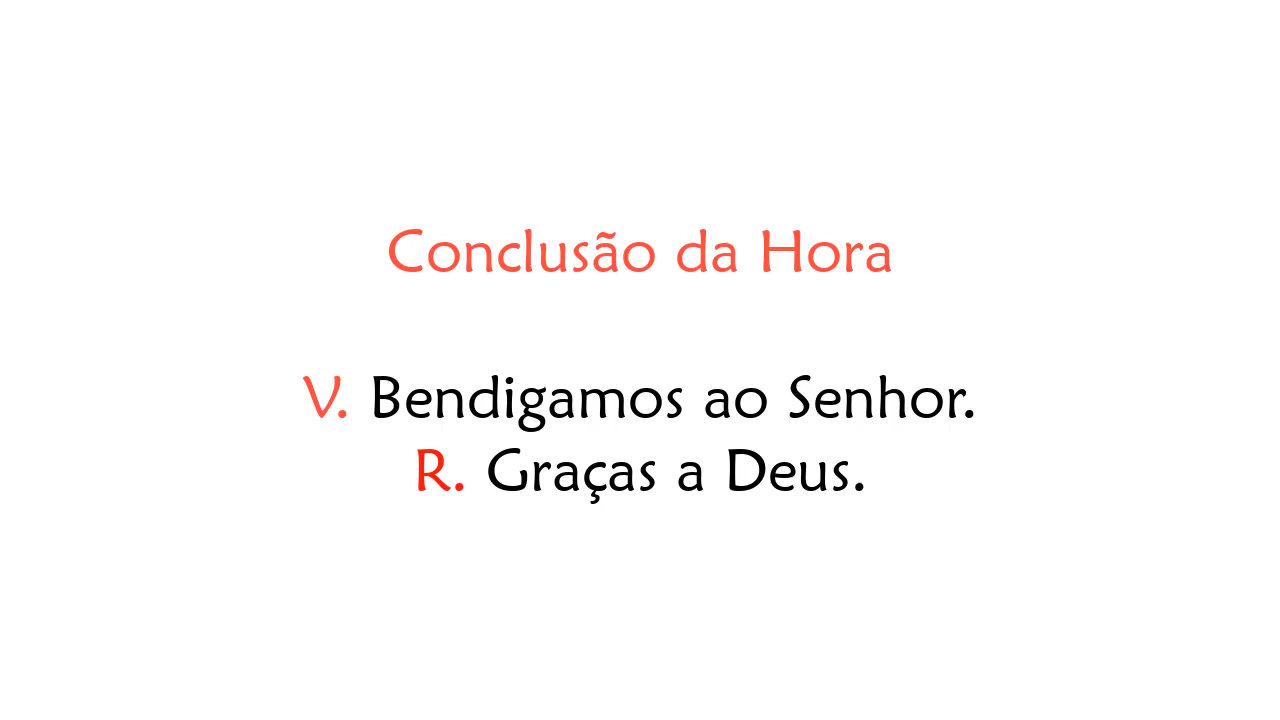 Conclusão da Hora
V. Bendigamos ao Senhor.
R. Graças a Deus.